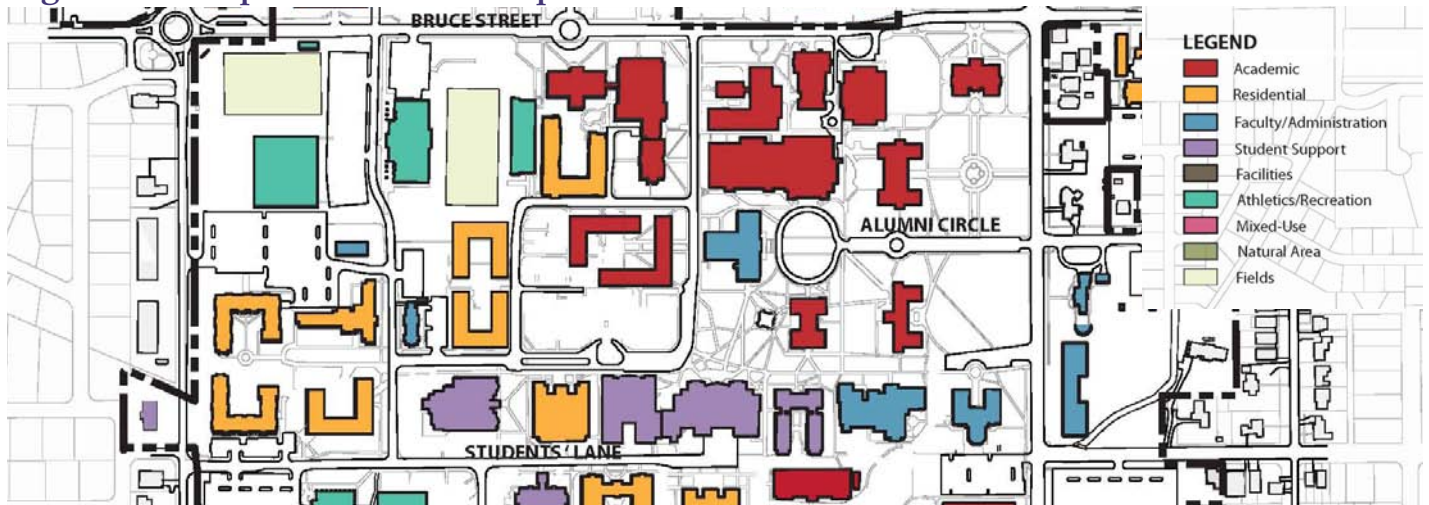 BRUCE STREET
LEGEND
Academic
Residential
Faculty/Administration
Student Support
Facilities
Athletics/Recreation
Mixed-Use
Natural Area
Fields
ALUMNI CIRCLE
STUDENTS' LANE